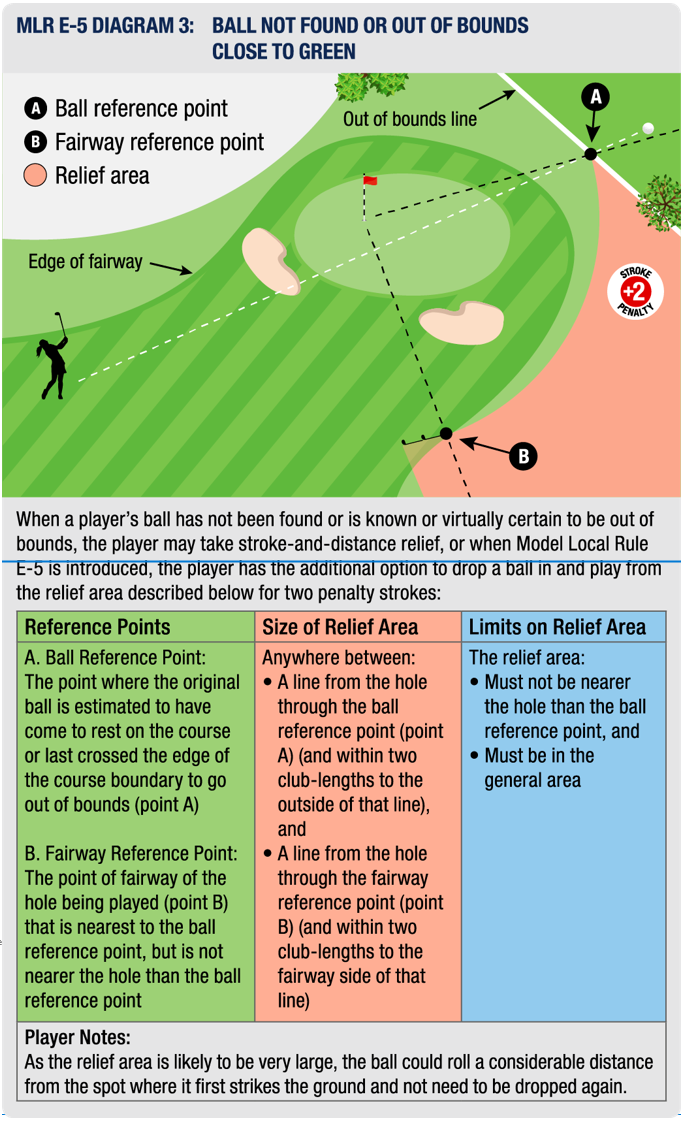 MLR E-5 DIAGRAM 3: BALL NOT FOUND OR OUT OF BOUNDS
CLOSE TO GREEN
A Ball reference point
B Fairway reference point
Relief area
Out of bounds line
A
Edge of fairway
STROKE
+2
PENALTY
B
When a player's ball has not been found or is known or virtually certain to be out of
bounds, the player may take stroke-and-distance relief, or when Model Local Rule
E-5 is introduced, the player has the additional option to drop a ball in and play from
the relief area described below for two penalty strokes:
Reference Points
A. Ball Reference Point:
The point where the original
ball is estimated to have
come to rest on the course
or last crossed the edge of
the course boundary to go
out of bounds (point A)
B. Fairway Reference Point:
The point of fairway of the
hole being played (point B)
that is nearest to the ball
reference point, but is not
nearer the hole than the ball
reference point
Size of Relief Area
Anywhere between:
• A line from the hole
through the ball
reference point (point
A) (and within two
club-lengths to the
outside of that line),
and
• A line from the hole
through the fairway
reference point (point
B) (and within two
club-lengths to the
fairway side of that
line)
Limits on Relief Area
The relief area:
• Must not be nearer
the hole than the ball
reference point, and
• Must be in the
general area
Player Notes:
As the relief area is likely to be very large, the ball could roll a considerable distance
from the spot where it first strikes the ground and not need to be dropped again.